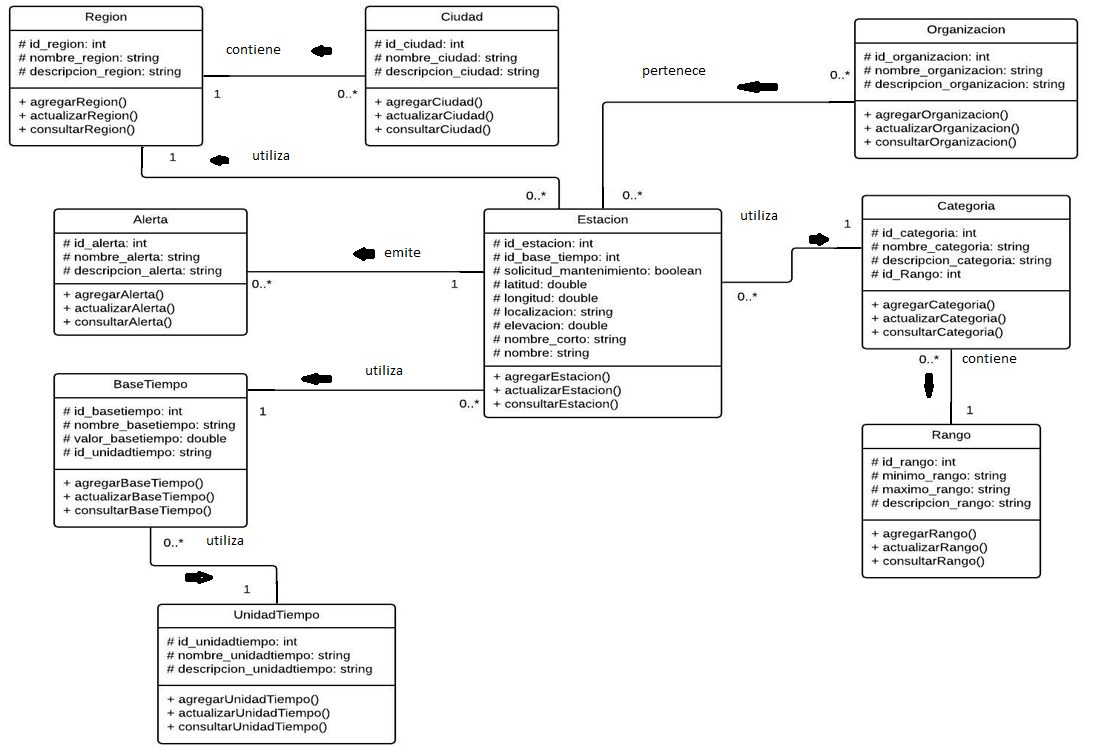 Region
# id_region: int
# nombre_region: string
# descripcion_region: string
+ agregarRegion()
+ actualizarRegion()
+ consultarRegion()
contiene
1
0..*
Ciudad
# id_ciudad: int
# nombre_ciudad: string
# descripcion_ciudad: string
+ agregarCiudad()
+ actualizarCiudad()
+ consultarCiudad()
pertenece
0..*
0..*
Organizacion
# id_organizacion: int
# nombre_organizacion: string
# descripcion_organizacion: string
+ agregarOrganizacion()
+ actualizarOrganizacion()
+ consultarOrganizacion()
1
utiliza
0..*
Alerta
# id_alerta: int
# nombre_alerta: string
# descripcion_alerta: string
+ agregarAlerta()
+ actualizarAlerta()
+ consultarAlerta()
emite
0..*
1
Estacion
# id_estacion: int
# id_base_tiempo: int
# solicitud_mantenimiento: boolean
# latitud: double
# longitud: double
# localizacion: string
# elevacion: double
# nombre_corto: string
# nombre: string
+ agregarEstacion()
+ actualizarEstacion()
+ consultarEstacion()
utiliza
1
0..*
Categoria
# id_categoria: int
# nombre_categoria: string
# descripcion_categoria: string
# id_Rango: int
+ agregarCategoria()
+ actualizarCategoria()
+ consultarCategoria()
0..*
contiene
1
Rango
# id_rango: int
# minimo_rango: string
# maximo_rango: string
# descripcion_rango: string
+ agregarRango()
+ actualizarRango()
+ consultarRango()
utiliza
1
0..*
BaseTiempo
# id_basetiempo: int
# nombre_basetiempo: string
# valor_basetiempo: double
# id_unidadtiempo: string
+ agregarBaseTiempo()
+ actualizarBaseTiempo()
+ consultarBaseTiempo()
0..*
utiliza
1
UnidadTiempo
# id_unidadtiempo: int
# nombre_unidadtiempo: string
# descripcion_unidadtiempo: string
+ agregarUnidadTiempo()
+ actualizarUnidadTiempo()
+ consultarUnidadTiempo()